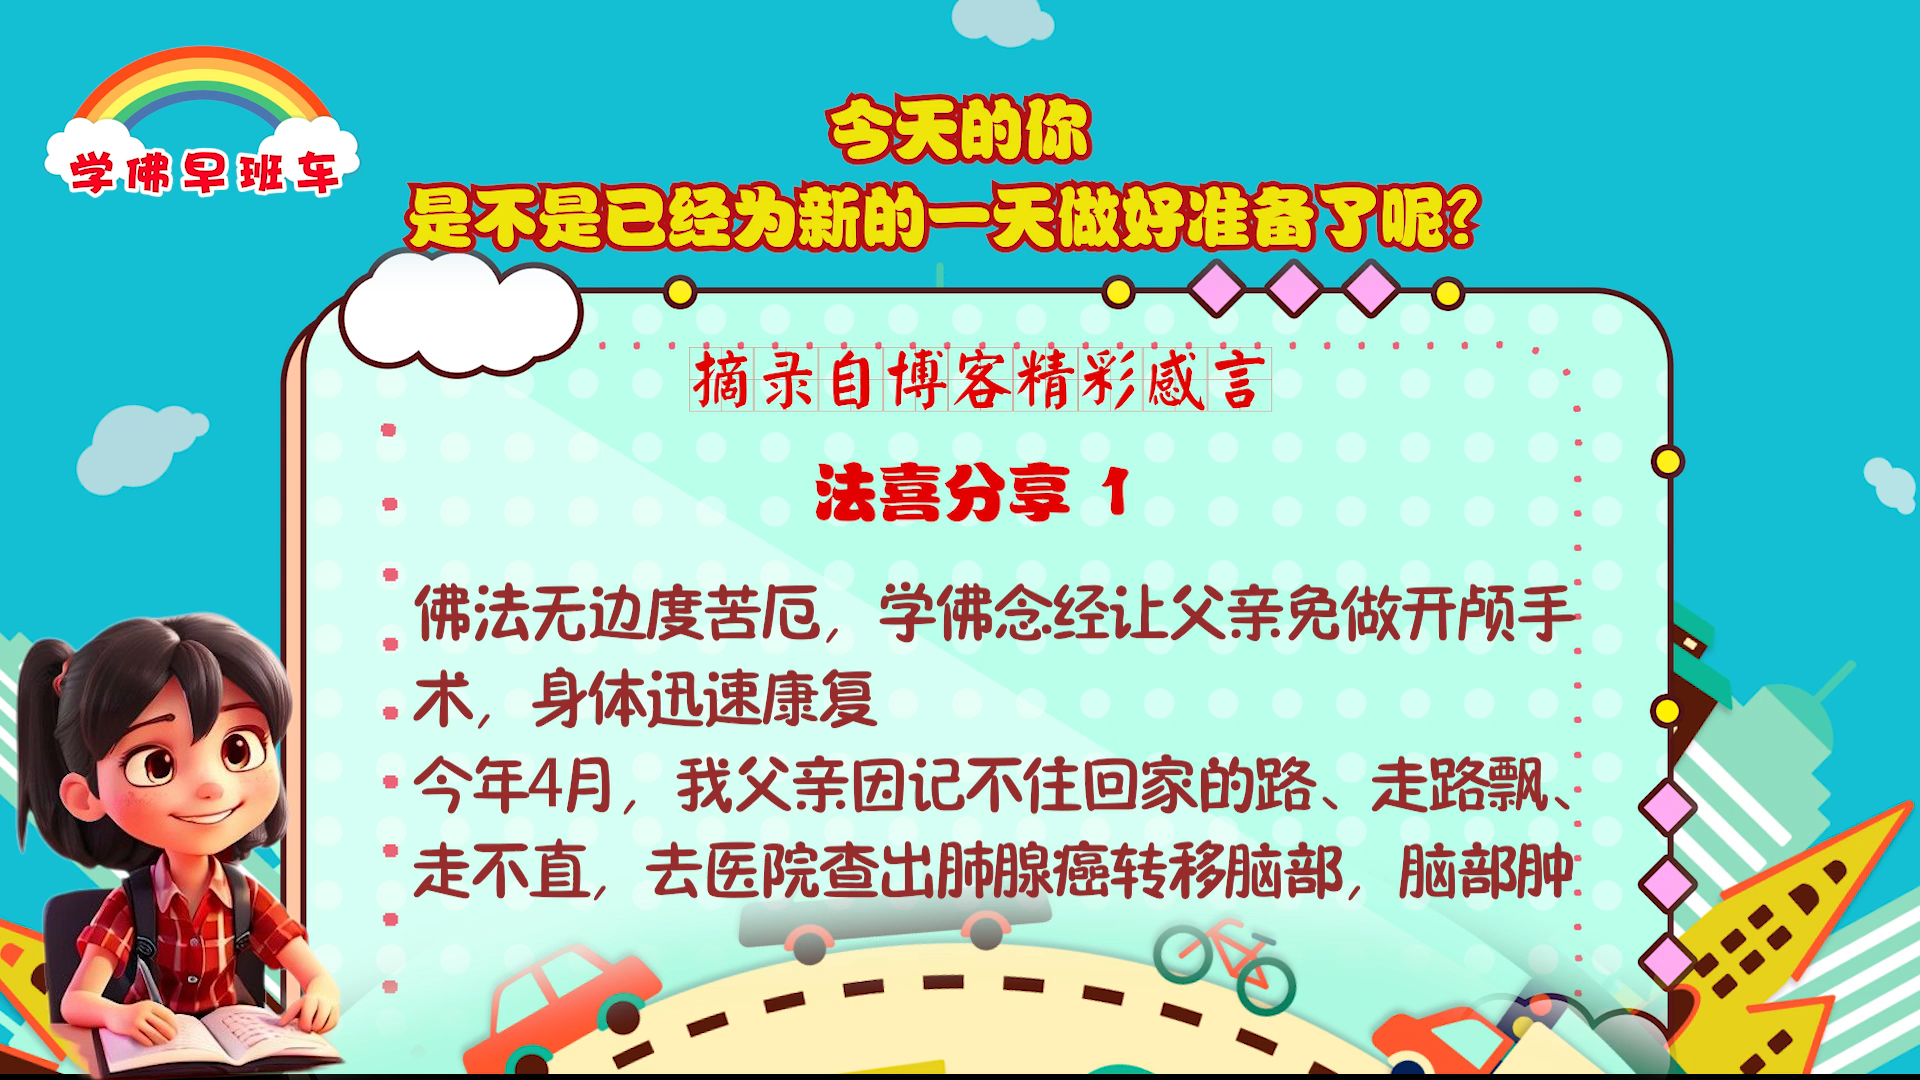 学佛早班车
今天的你
是不是已经为新的一天做好准备了呢?
摘录自博客精彩感言
法喜分享 1
佛法无边度苦厄，学佛念经让父亲免做开颅手
术，身体迅速康复
今年4月，我父亲因记不住回家的路、走路飘、
走不直，去医院查出肺腺癌转移脑部，脑部肿